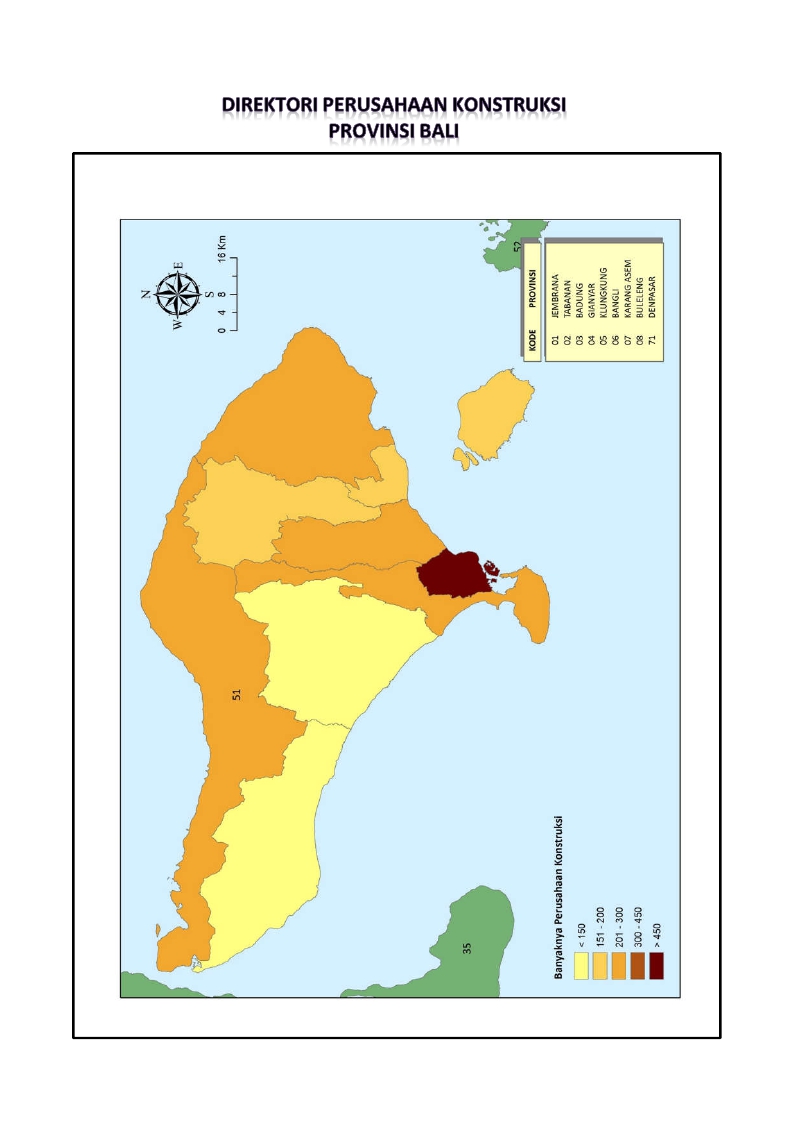 DIREKTORI PERUSAHAAN KONSTRUKSI
PROVINSI BALI
N
W E
S
0 4 8 16 Km
52
KODE PROVINSI
01 JEMBRANA
02 TABANAN
03 BADUNG
04 GIANYAR
05 KLUNGKUNG
06 BANGLI
07 KARANG ASEM
08 BULELENG
71 DENPASAR
51
35
Banyaknya Perusahaan Konstruksi
< 150
151 - 200
201 - 300
300 - 450
> 450